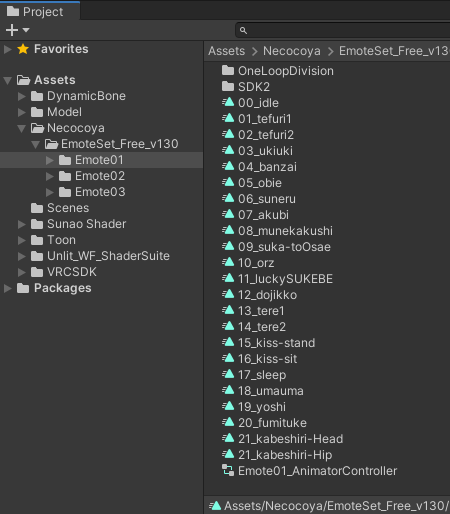 Project
Favorites
Assets
DynamicBone
Model
Necocoya
EmoteSet_Free_v130
Emote01
Emote02
Emote03
Scenes
Sunao Shader
Toon
Unlit_WF_ShaderSuite
VRCSDK
Packages
Assets > Necocoya > EmoteSet_Free_v130
OneLoopDivision
SDK2
00_idle
01_tefuri1
02_tefuri2
03_ukiuki
04_banzai
05_obie
06_suneru
07_akubi
08_munekakushi
09_suka-toOsae
10_orz
11_luckySUKEBE
12_dojikko
13_tere1
14_tere2
15_kiss-stand
16_kiss-sit
17_sleep
18_umauma
19_yoshi
20_fumituke
21_kabeshiri-Head
21_kabeshiri-Hip
Emote01_AnimatorController
Assets/Necocoya/EmoteSet_Free_v130/